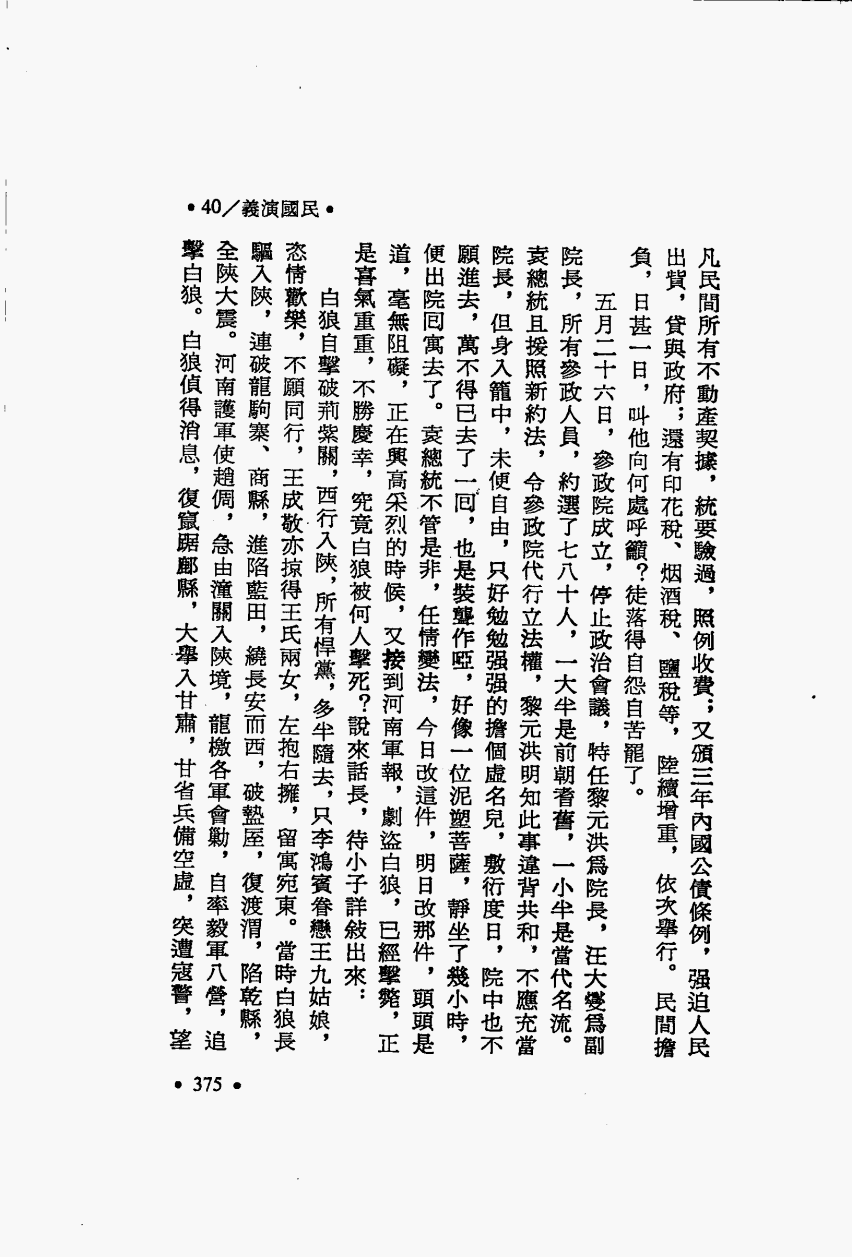 •40／義演國民•
凡民間所有不動產契據，統要驗過，照例收費；又頒三年內國公債條例，强迫人民
出貲，貸與政府；還有印花稅、烟酒稅、鹽稅等，陸續增重，依次舉行。民間擔
負，日甚一日，叫他向何處呼籲？徒落得自怨自苦罷了。
五月二十六日，參政院成立，停止政治會議，特任黎元洪爲院長，汪大燮爲副
院長，所有參政人員，約選了七八十人，一大半是前朝耆舊，一小半是當代名流。
袁總統且援照新約法，令參政院代行立法權，黎元洪明知此事違背共和，不應充當
院長，但身入籠中，未便自由，只好勉勉强强的擔個虛名兒，敷衍度日，院中也不
願進去，萬不得已去了一回，也是裝聾作啞，好像一位泥塑菩薩，靜坐了幾小時，
便出院回寓去了。袁總統不管是非，任情變法，今日改這件，明日改那件，頭頭是
道，毫無阻礙，正在興高采烈的時候，又接到河南軍報，劇盜白狼，已經擊斃，正
是喜氣重重，不勝慶幸，究竟白狼被何人擊死？說來話長，待小子詳敍出來：
白狼自擊破荊紫關，西行入陝，所有悍黨，多半隨去，只李鴻賓眷戀王九姑娘，
恣情歡樂，不願同行，王成敬亦掠得王氏兩女，左抱右擁，留寓宛東。當時白狼長
驅入陝，連破龍駒寨、商縣，進陷藍田，繞長安而西，破盩厔，復渡渭，陷乾縣，
全陝大震。河南護軍使趙倜，急由潼關入陝境，龍檄各軍會勦，自率毅軍八營，追
擊白狼。白狼偵得消息，復竄踞鄜縣，大舉入甘肅，甘省兵備空虛，突遭寇警，望
•375•